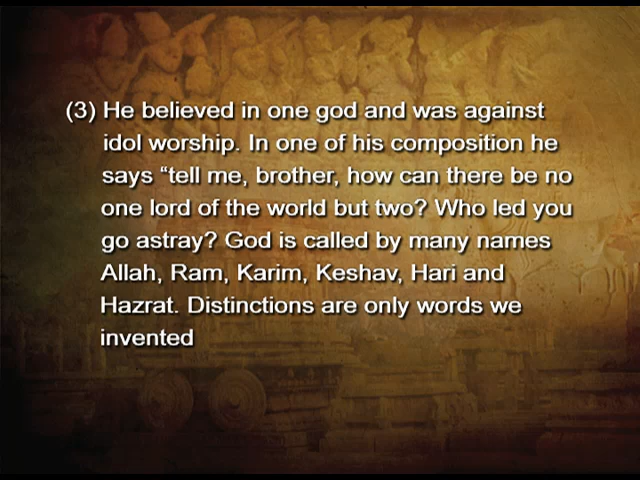 (3) He believed in one god and was against
idol worship. In one of his composition he
says “tell me, brother, how can there be no
one lord of the world but two? Who led you
go astray? God is called by many names
Allah, Ram, Karim, Keshav, Hari and
Hazrat. Distinctions are only words we
invented